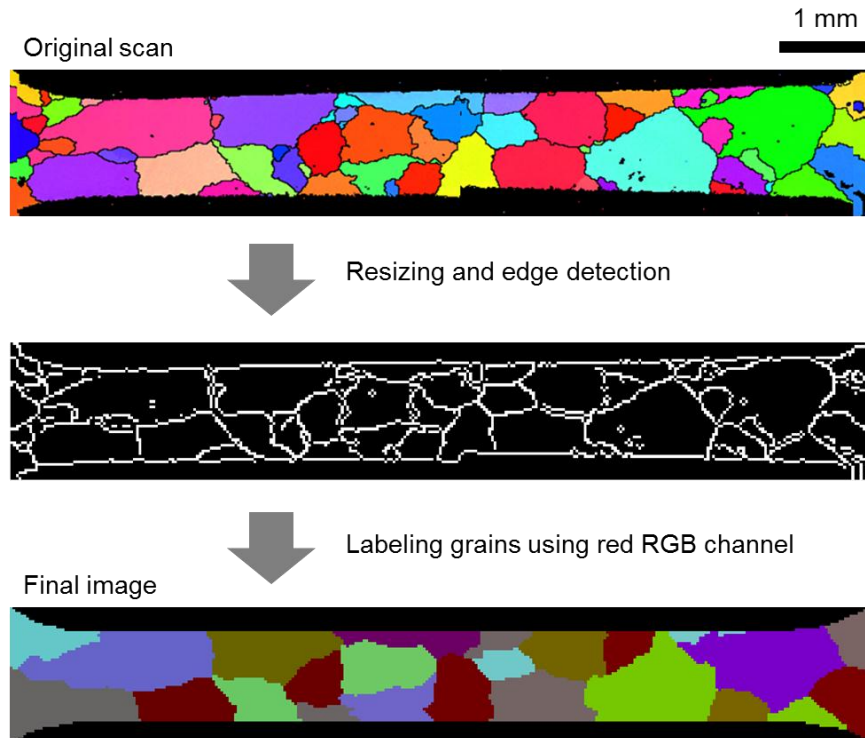 1 mm
Original scan
Resizing and edge detection
Labeling grains using red RGB channel
Final image